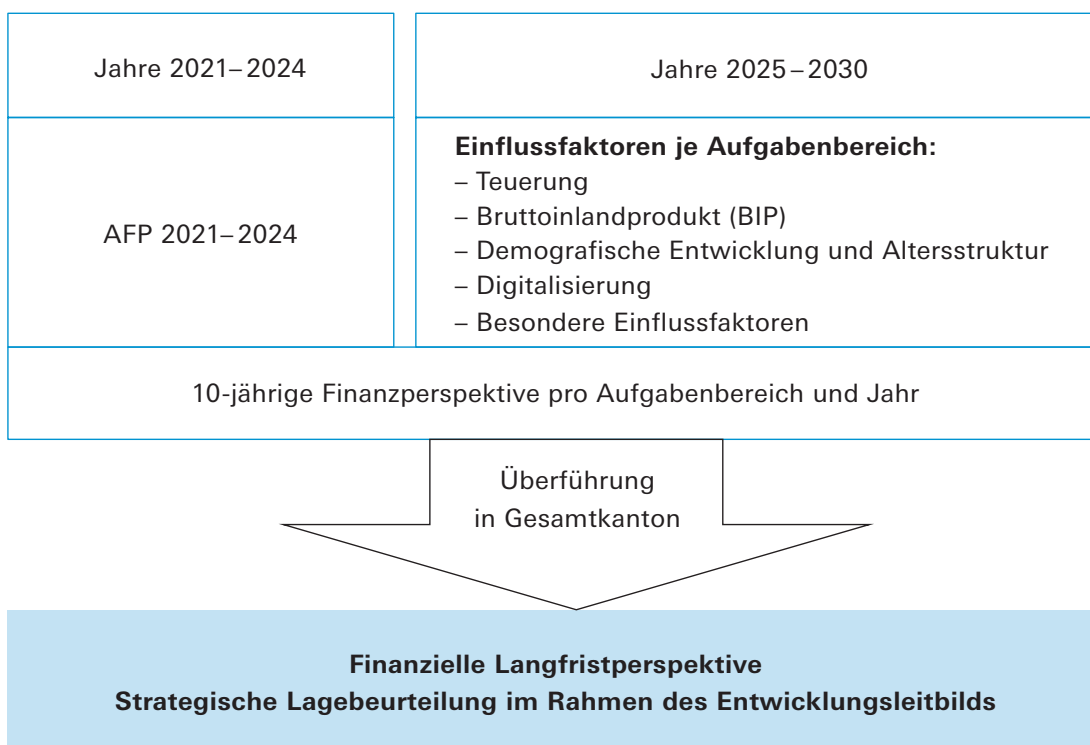 Jahre 2021–2024
Jahre 2025–2030
AFP 2021–2024
Einflussfaktoren je Aufgabenbereich:
– Teuerung
– Bruttoinlandprodukt (BIP)
– Demografische Entwicklung und Altersstruktur
– Digitalisierung
– Besondere Einflussfaktoren
10-jährige Finanzperspektive pro Aufgabenbereich und Jahr
Überführung
in Gesamtkanton
Finanzielle Langfristperspektive
Strategische Lagebeurteilung im Rahmen des Entwicklungsleitbilds